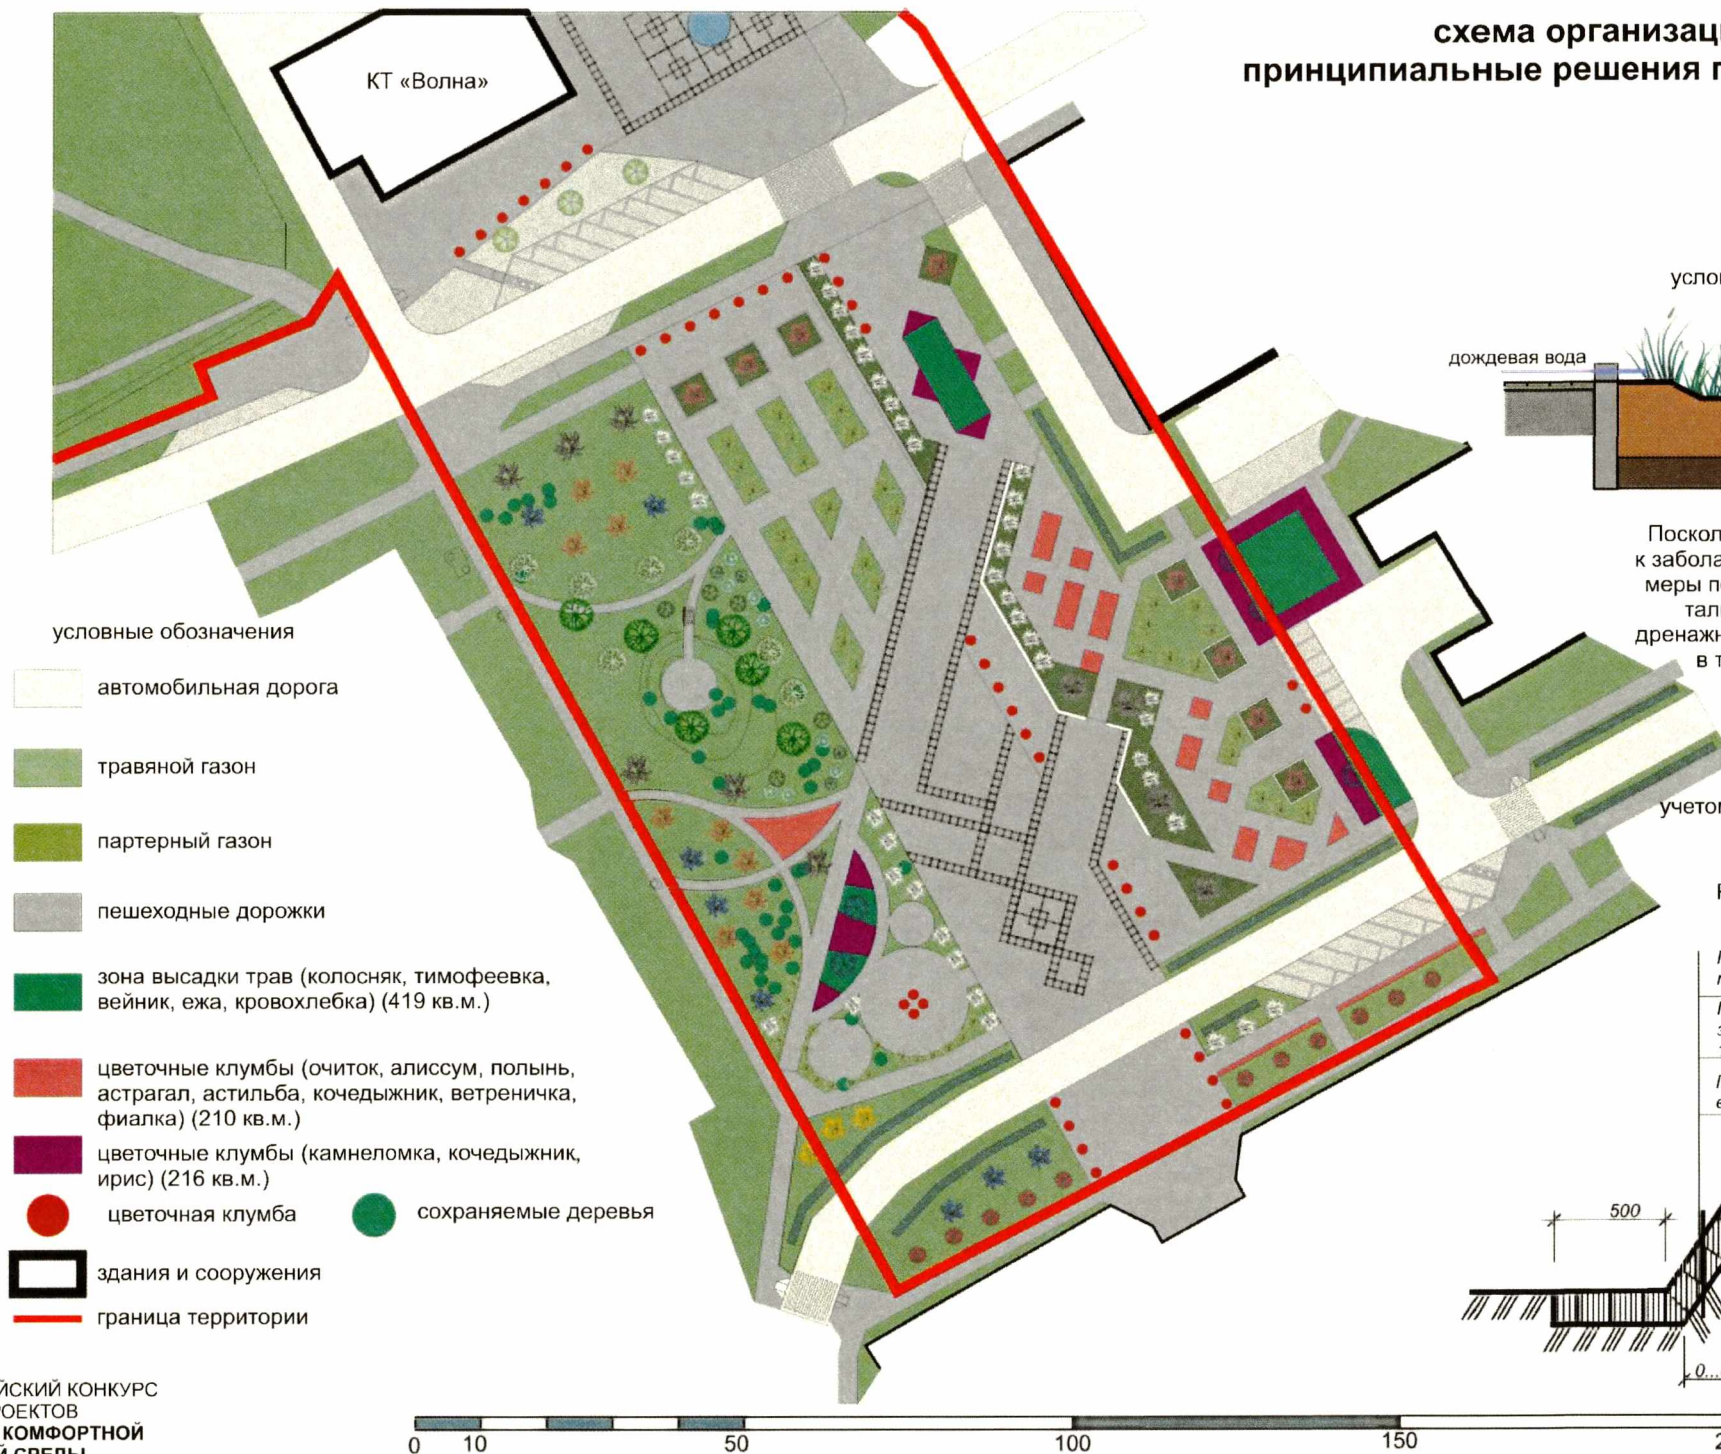 схема организац
принципиальные решения п
КТ «Волна»
дождевая вода
Поскол
к забола
меры п
тал
дренажн
в т
учетом
условные обозначения
автомобильная дорога
травяной газон
партерный газон
пешеходные дорожки
зона высадки трав (колосняк, тимофеевка,
вейник, ежа, кровохлебка) (419 кв.м.)
цветочные клумбы (очиток, алиссум, полынь,
астрагал, астильба, кочедыжник, ветреничка,
фиалка) (210 кв.м.)
цветочные клумбы (камнеломка, кочедыжник,
ирис) (216 кв.м.)
цветочная клумба
сохраняемые деревья
здания и сооружения
граница территории
500
0...
ЙСКИЙ КОНКУРС
РОЕКТОВ
КОМФОРТНОЙ
0 10 50 100 150